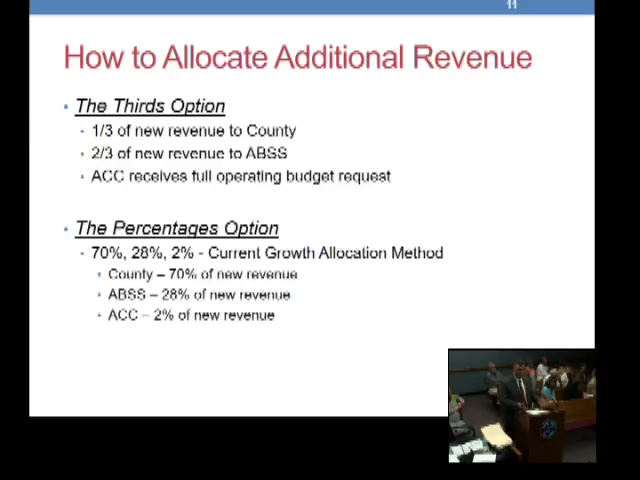 11
How to Allocate Additional Revenue
The Thirds Option
1/3 of new revenue to County
2/3 of new revenue to ABSS
ACC receives full operating budget request
The Percentages Option
70%, 28%, 2% - Current Growth Allocation Method
County – 70% of new revenue
ABSS – 28% of new revenue
ACC – 2% of new revenue